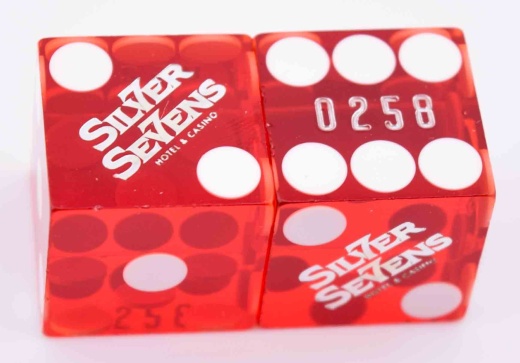 SILVER
SEVENS
HOTEL & CASINO
0258
SILVER
SEVENS
HOTEL & CASINO